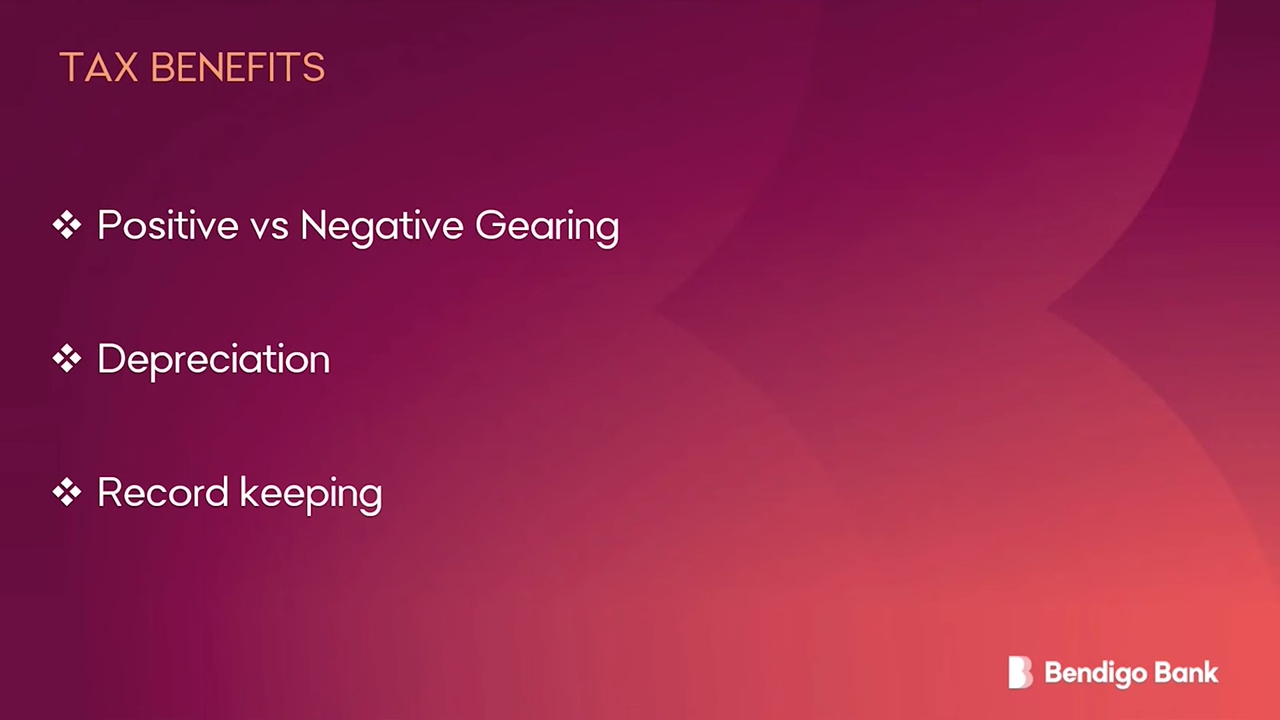 TAX BENEFITS
❖ Positive vs Negative Gearing
❖ Depreciation
❖ Record keeping
Bendigo Bank